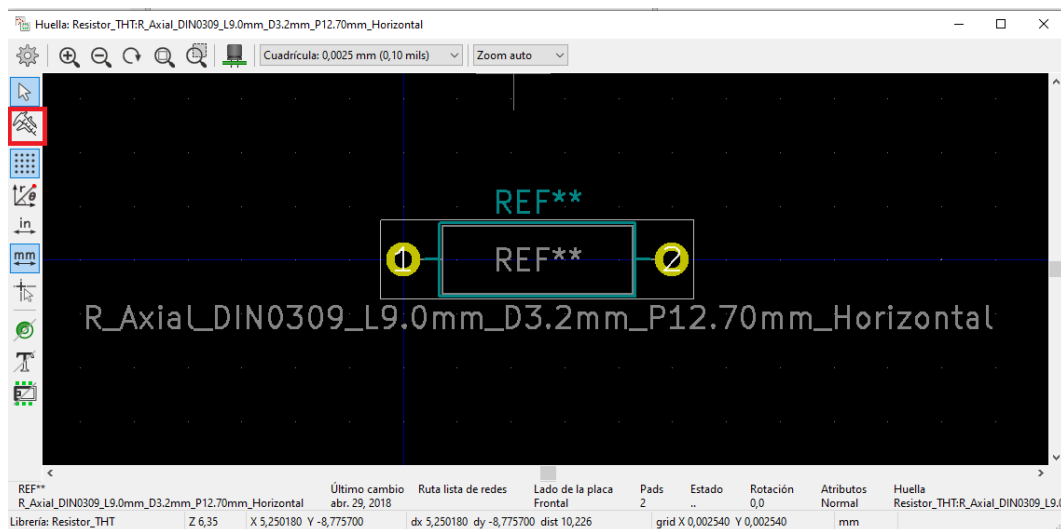 Huella: Resistor_THT:R_Axial_DIN0309_L9.0mm_D3.2mm_P12.70mm_Horizontal
Cuadrícula: 0,0025 mm (0,10 mils) Zoom auto
in
mm
REF**
1 REF** 2
R_Axial_DIN0309_L9.0mm_D3.2mm_P12.70mm_Horizontal
REF** Último cambio Ruta lista de redes Lado de la placa Pads Estado Rotación Atributos Huella
R_Axial_DIN0309_L9.0mm_D3.2mm_P12.70mm_Horizontal abr. 29, 2018 Frontal 2 .. 0,0 Normal Resistor_THT:R_Axial_DIN0309_L9.0
Librería: Resistor_THT Z 6,35 X 5,250180 Y -8,775700 dx 5,250180 dy -8,775700 dist 10,226 grid X 0,002540 Y 0,002540 mm